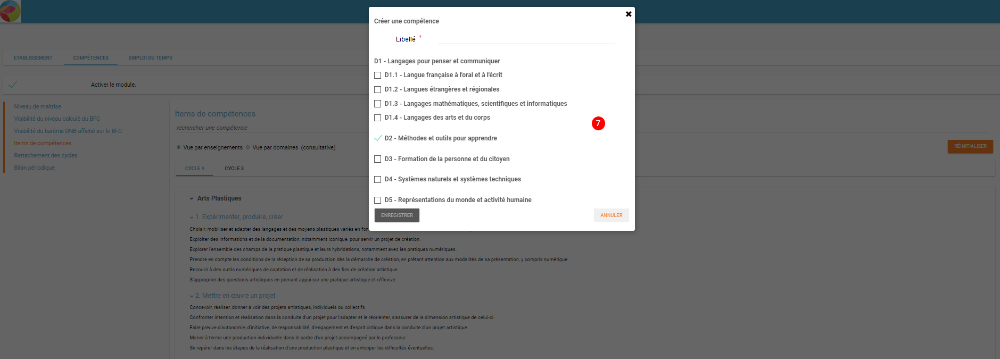 Créer une compétence
Libellé *
D1 - Langages pour penser et communiquer
D1.1 - Langue française à l'oral et à l'écrit
D1.2 - Langues étrangères et régionales
D1.3 - Langages mathématiques, scientifiques et informatiques
D1.4 - Langages des arts et du corps
7
D2 - Méthodes et outils pour apprendre
D3 - Formation de la personne et du citoyen
D4 - Systèmes naturels et systèmes techniques
D5 - Représentations du monde et activité humaine
ENREGISTRER
ANNULER
ETABLISSEMENT
COMPÉTENCES
EMPLOI DU TEMPS
Activer le module.
Niveau de maitrise
Visibilité du niveau calculé du BFC
Visibilité du barème DNB affiché sur le BFC
Items de compétences
Rattachement des cycles
Bilan périodique
Items de compétences
rechercher une compétence
Vue par enseignements
Vue par domaines (consultative)
RÉINITIALISER
CYCLE 4
CYCLE 3
Arts Plastiques
1. Expérimenter, produire, créer
Choisir, mobiliser et adapter des langages et des moyens plastiques variés en fon
Exploiter des informations et de la documentation, notamment iconique, pour servir un projet de création.
Explorer l'ensemble des champs de la pratique plastique et leurs hybridations, notamment avec les pratiques numériques.
Prendre en compte les conditions de la réception de sa production dès la démarche de création, en prêtant attention aux modalités de sa présentation, y compris numérique.
Recourir à des outils numériques de captation et de réalisation à des fins de création artistique.
S'approprier des questions artistiques en prenant appui sur une pratique artistique et réflexive.
2. Mettre en œuvre un projet
Concevoir, réaliser, donner à voir des projets artistiques, individuels ou collectifs
Confronter intention et réalisation dans la conduite d'un projet pour l'adapter et le réorienter, s'assurer de la dimension artistique de celui-ci.
Faire preuve d'autonomie, d'initiative, de responsabilité, d'engagement et d'esprit critique dans la conduite d'un projet artistique.
Mener à terme une production individuelle dans le cadre d'un projet accompagné par le professeur.
Se repérer dans les étapes de la réalisation d'une production plastique et en anticiper les difficultés éventuelles.